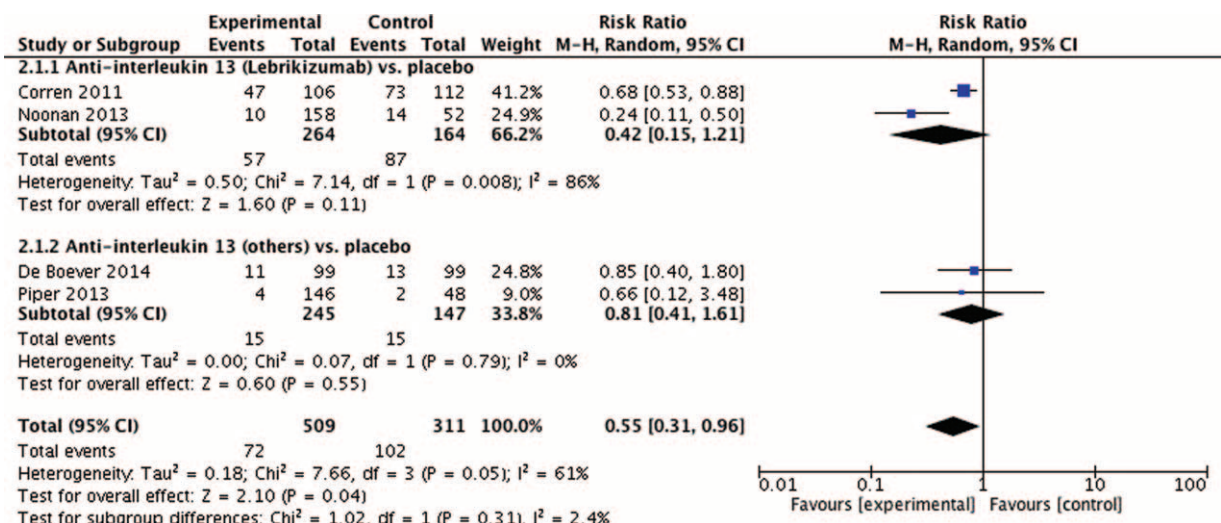 Experimental Control Risk Ratio Risk Ratio
Study or Subgroup Events Total Events Total Weight M-H, Random, 95% CI M-H, Random, 95% CI
2.1.1 Anti-interleukin 13 (Lebrikizumab) vs. placebo
Corren 2011 47 106 73 112 41.2% 0.68 [0.53, 0.88]
Noonan 2013 10 158 14 52 24.9% 0.24 [0.11, 0.50]
Subtotal (95% CI) 264 164 66.2% 0.42 [0.15, 1.21]
Total events 57 87
Heterogeneity: Tau² = 0.50; Chi² = 7.14, df = 1 (P = 0.008); I² = 86%
Test for overall effect: Z = 1.60 (P = 0.11)
2.1.2 Anti-interleukin 13 (others) vs. placebo
De Boever 2014 11 99 13 99 24.8% 0.85 [0.40, 1.80]
Piper 2013 4 146 2 48 9.0% 0.66 [0.12, 3.48]
Subtotal (95% CI) 245 147 33.8% 0.81 [0.41, 1.61]
Total events 15 15
Heterogeneity: Tau² = 0.00; Chi² = 0.07, df = 1 (P = 0.79); I² = 0%
Test for overall effect: Z = 0.60 (P = 0.55)
Total (95% CI) 509 311 100.0% 0.55 [0.31, 0.96]
Total events 72 102
Heterogeneity: Tau² = 0.18; Chi² = 7.66, df = 3 (P = 0.05); I² = 61%
Test for overall effect: Z = 2.10 (P = 0.04)
Test for subgroup differences: Chi² = 1.02, df = 1 (P = 0.31), I² = 2.4%
0.01 0.1 1 10 100
Favours [experimental] Favours [control]